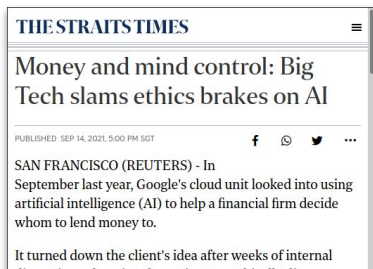 THE STRAITS TIMES
Money and mind control: Big
Tech slams ethics brakes on AI
PUBLISHED SEP 14, 2021, 5:00 PM SGT
SAN FRANCISCO (REUTERS) - In
September last year, Google's cloud unit looked into using
artificial intelligence (AI) to help a financial firm decide
whom to lend money to.
It turned down the client's idea after weeks of internal